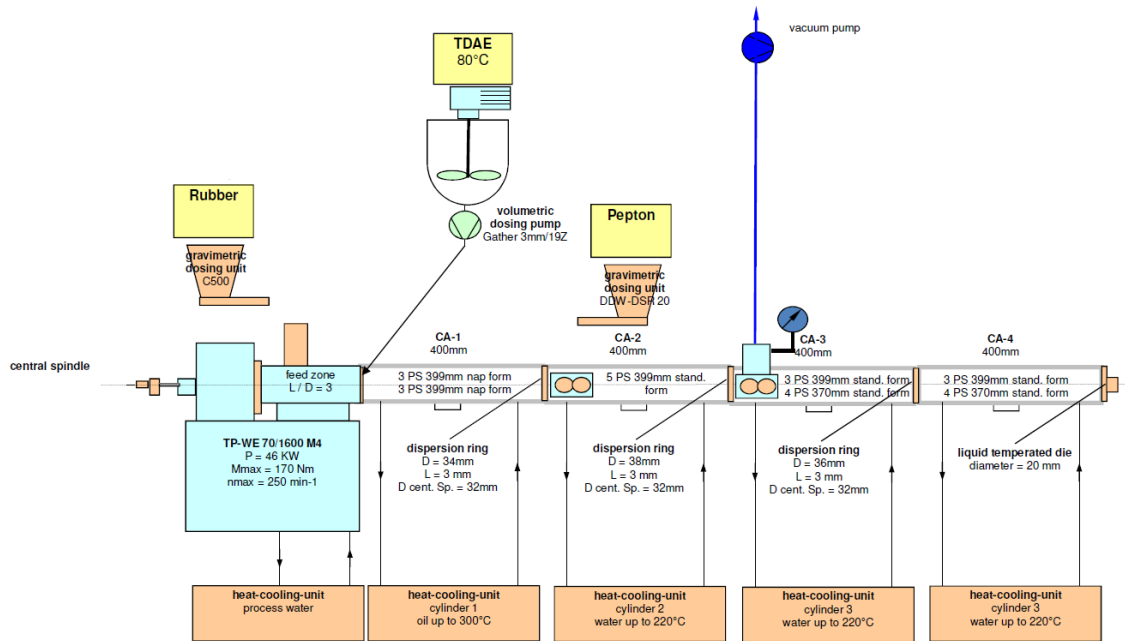 vacuum pump
TDAE
80°C
Rubber
gravimetric
dosing unit
C500
volumetric
dosing pump
Gather 3mm/19Z
Pepton
gravimetric
dosing unit
DDW-DSR 20
central spindle
feed zone
L / D = 3
CA-1
400mm
3 PS 399mm nap form
3 PS 399mm nap form
CA-2
400mm
5 PS 399mm stand.
form
CA-3
400mm
3 PS 399mm stand. form
4 PS 370mm stand. form
CA-4
400mm
3 PS 399mm stand. form
4 PS 370mm stand. form
TP-WE 70/1600 M4
P = 46 KW
Mmax = 170 Nm
nmax = 250 min-1
dispersion ring
D = 34mm
L = 3 mm
D cent. Sp. = 32mm
dispersion ring
D = 38mm
L = 3 mm
D cent. Sp. = 32mm
dispersion ring
D = 36mm
L = 3 mm
D cent. Sp. = 32mm
liquid temperated die
diameter = 20 mm
heat-cooling-unit
process water
heat-cooling-unit
cylinder 1
oil up to 300°C
heat-cooling-unit
cylinder 2
water up to 220°C
heat-cooling-unit
cylinder 3
water up to 220°C
heat-cooling-unit
cylinder 3
water up to 220°C